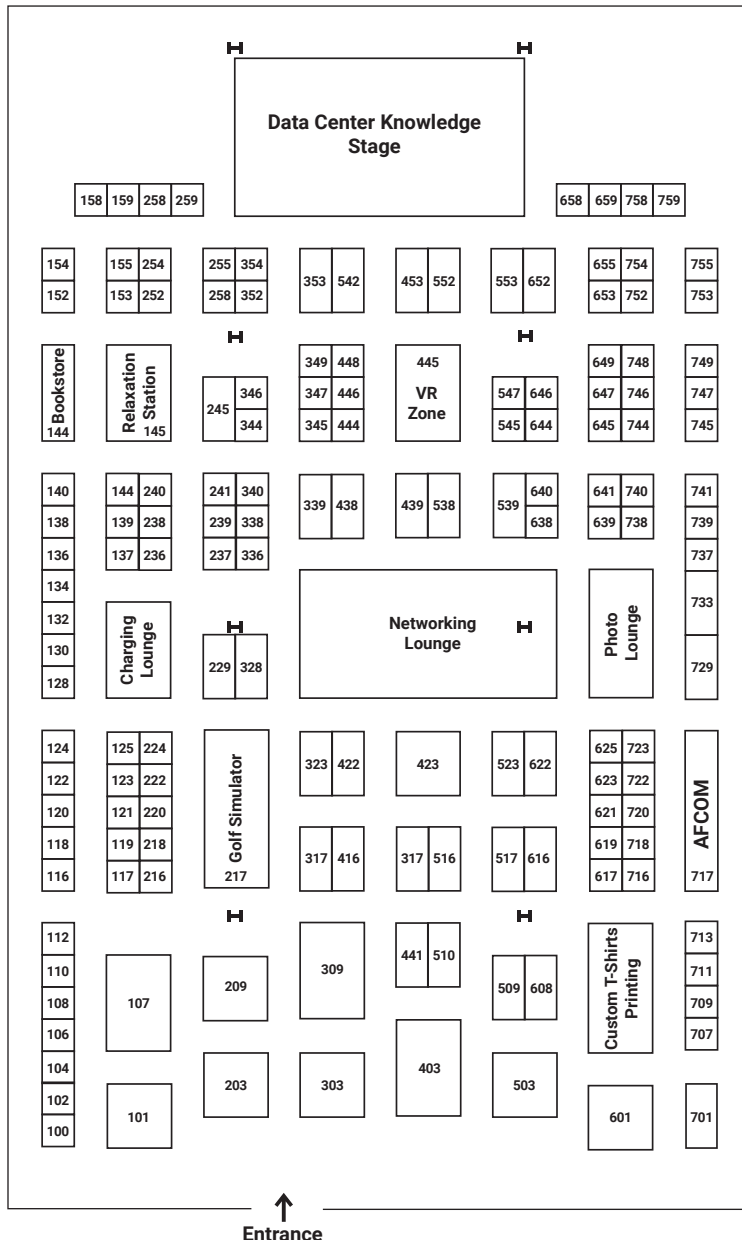 Data Center Knowledge
Stage
158 159 258 259
658 659 758 759
154 155 254 255 354 353 542 453 552 553 652 655 754 755
152 153 252 258 352 653 752 753
Bookstore
144
Relaxation
Station
145
245 346
344
349 448
347 446
345 444
445
VR
Zone
547 646
545 644
649 748 749
647 746 747
645 744 745
140 144 240 241 340 339 438 439 538 539 640 641 740 741
138 139 238 239 338 638 639 738 739
136 137 236 237 336 737
134
132
130
128
Charging
Lounge
229 328
Networking
Lounge
Photo
Lounge
733
729
124 125 224
122 123 222
120 121 220
118 119 218
116 117 216
Golf Simulator
217
323 422 423 523 622
317 416 317 516 517 616
625 723
623 722
621 720
619 718
617 716
AFCOM
717
112
110
108
106
104
102
100
107
101
209
203
309
303
441 510
403
509 608
503
Custom T-Shirts
Printing
601
713
711
709
707
701
Entrance